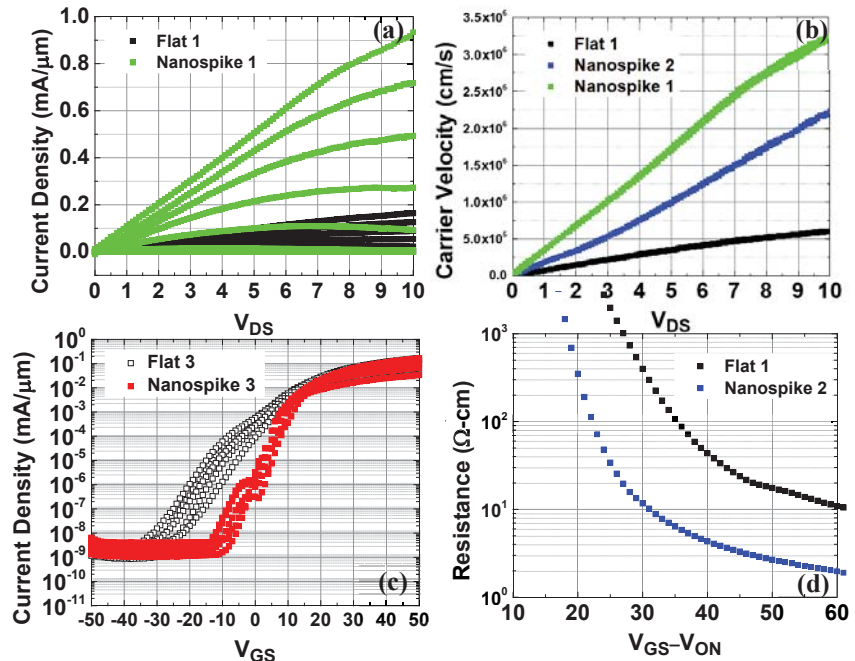 (a)
Flat 1
Nanospike 1
Current Density (mA/μm)
1.0
0.8
0.6
0.4
0.2
0.0
0 1 2 3 4 5 6 7 8 9 10
V_DS
(b)
Flat 1
Nanospike 2
Nanospike 1
Carrier Velocity (cm/s)
3.5x10⁶
3.0x10⁶
2.5x10⁶
2.0x10⁶
1.5x10⁶
1.0x10⁶
5.0x10⁵
0.0
0 1 2 3 4 5 6 7 8 9 10
V_DS
Flat 3
Nanospike 3
Current Density (mA/μm)
10⁰
10⁻¹
10⁻²
10⁻³
10⁻⁴
10⁻⁵
10⁻⁶
10⁻⁷
10⁻⁸
10⁻⁹
10⁻¹⁰
10⁻¹¹
(c)
-50 -40 -30 -20 -10 0 10 20 30 40 50
V_GS
Flat 1
Nanospike 2
Resistance (Ω-cm)
10³
10²
10¹
10⁰
(d)
10 20 30 40 50 60
V_GS–V_ON